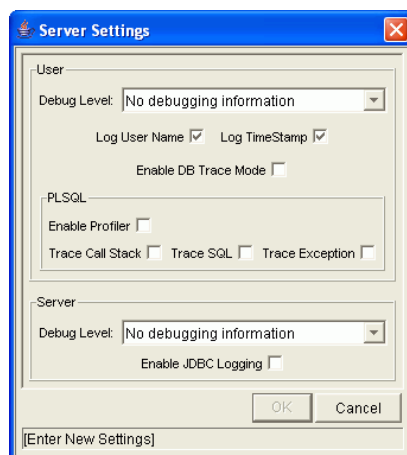 Server Settings
User
Debug Level: No debugging information
Log User Name Log TimeStamp
Enable DB Trace Mode
PLSQL
Enable Profiler
Trace Call Stack Trace SQL Trace Exception
Server
Debug Level: No debugging information
Enable JDBC Logging
OK Cancel
[Enter New Settings]